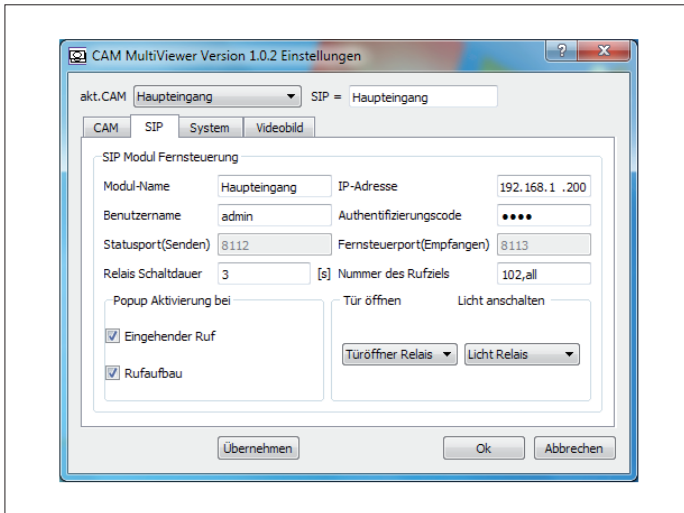 CAM MultiViewer Version 1.0.2 Einstellungen
akt.CAM Haupteingang SIP = Haupteingang
CAM SIP System Videobild
SIP Modul Fernsteuerung
Modul-Name Haupteingang IP-Adresse 192.168.1 .200
Benutzername admin Authentifizierungscode ●●●●
Statusport(Senden) 8112 Fernsteuerport(Empfangen) 8113
Relais Schaltdauer 3 [s] Nummer des Rufziels 102,all
Popup Aktivierung bei Tür öffnen Licht anschalten
Eingehender Ruf
Türöffner Relais Licht Relais
Rufaufbau
Übernehmen Ok Abbrechen